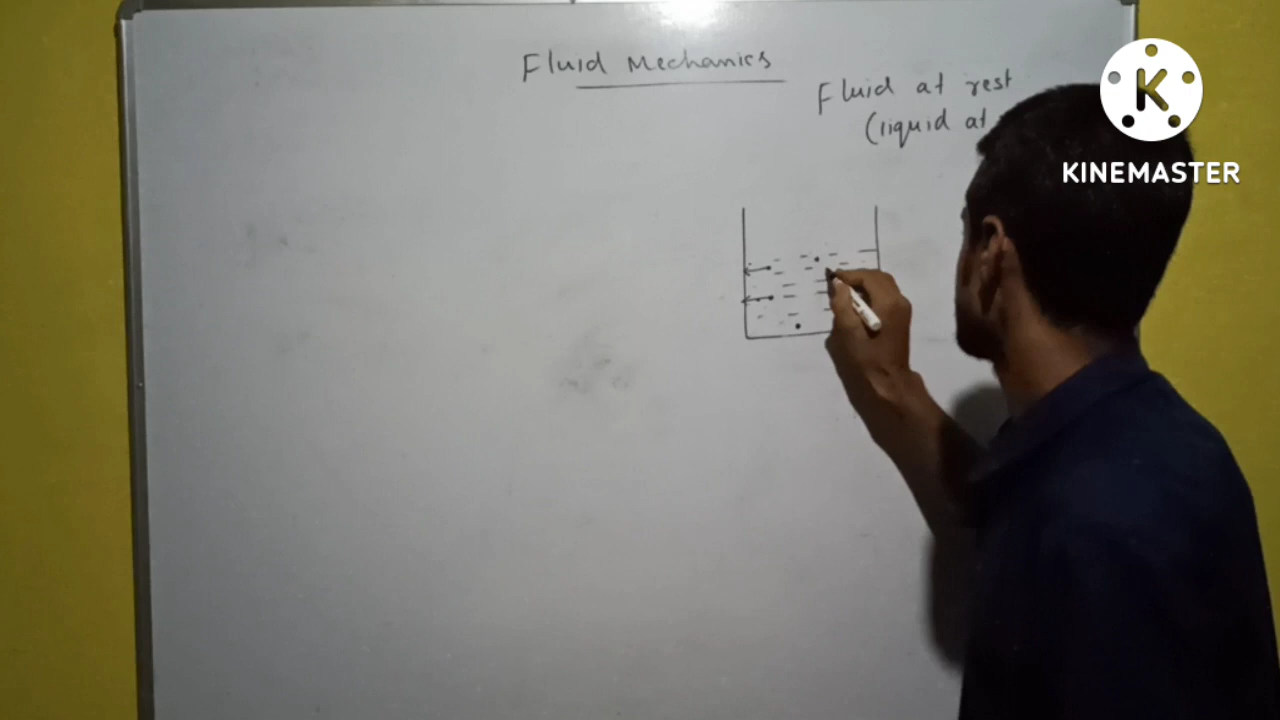 Fluid Mechanics
Fluid at rest
(liquid at
K
KINEMASTER